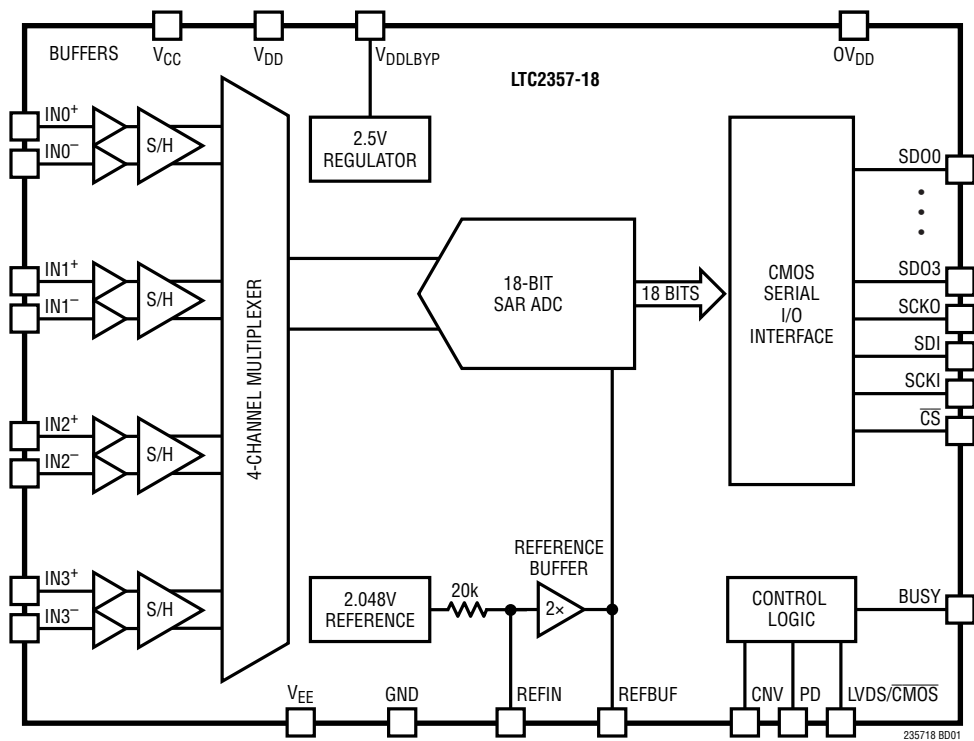 BUFFERS
VCC
VDD
VDDLBYP
OVDD
LTC2357-18
IN0+
IN0–
S/H
IN1+
IN1–
S/H
IN2+
IN2–
S/H
IN3+
IN3–
S/H
4-CHANNEL MULTIPLEXER
2.5V
REGULATOR
18-BIT
SAR ADC
18 BITS
CMOS
SERIAL
I/O
INTERFACE
SDO0
•
•
•
SDO3
SCKO
SDI
SCKI
CS
2.048V
REFERENCE
20k
REFERENCE
BUFFER
2×
CONTROL
LOGIC
BUSY
VEE
GND
REFIN
REFBUF
CNV
PD
LVDS/CMOS
235718 BD01